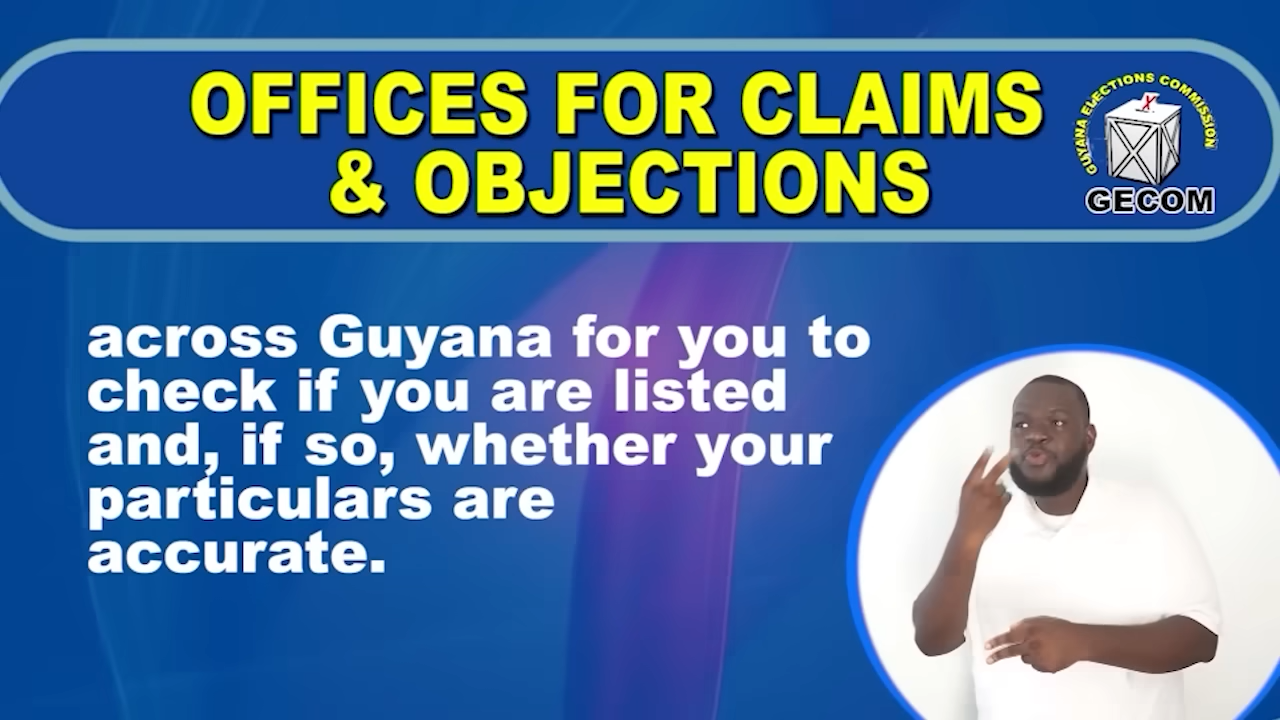 OFFICES FOR CLAIMS
& OBJECTIONS
GUYANA ELECTIONS COMMISSION
GECOM
across Guyana for you to
check if you are listed
and, if so, whether your
particulars are
accurate.